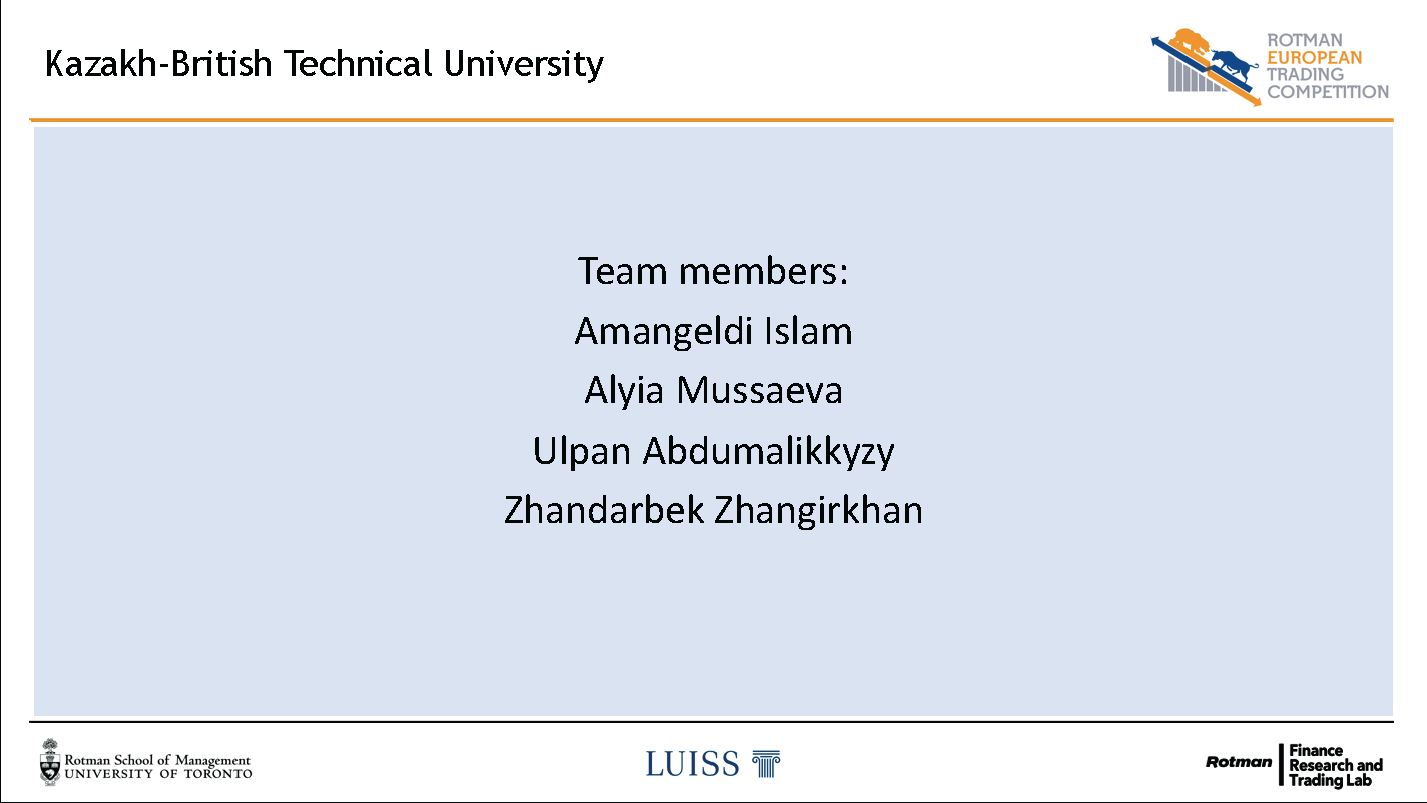 Kazakh-British Technical University
ROTMAN
EUROPEAN
TRADING
COMPETITION
Team members:
Amangeldi Islam
Alyia Mussaeva
Ulpan Abdumalikkyzy
Zhandarbek Zhangirkhan
Rotman School of Management
UNIVERSITY OF TORONTO
LUISS
Rotman
Finance
Research and
Trading Lab